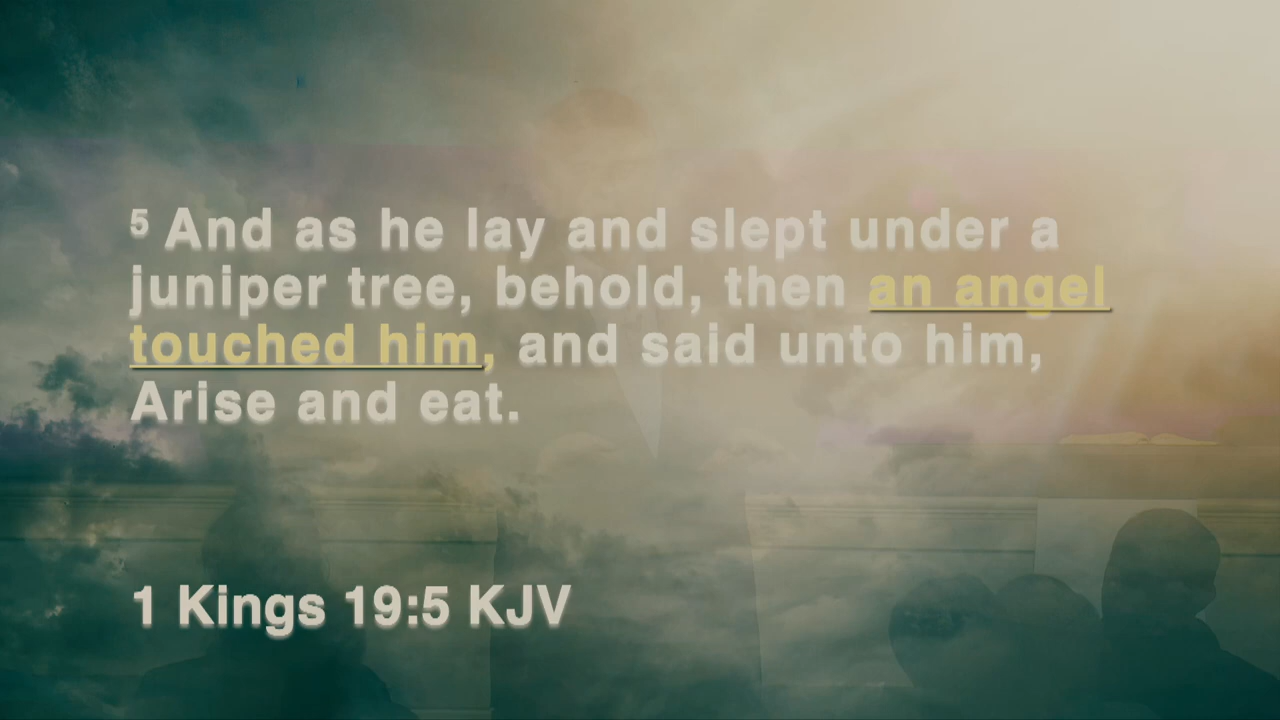 5 And as he lay and slept under a
juniper tree, behold, then an angel
touched him, and said unto him,
Arise and eat.
1 Kings 19:5 KJV